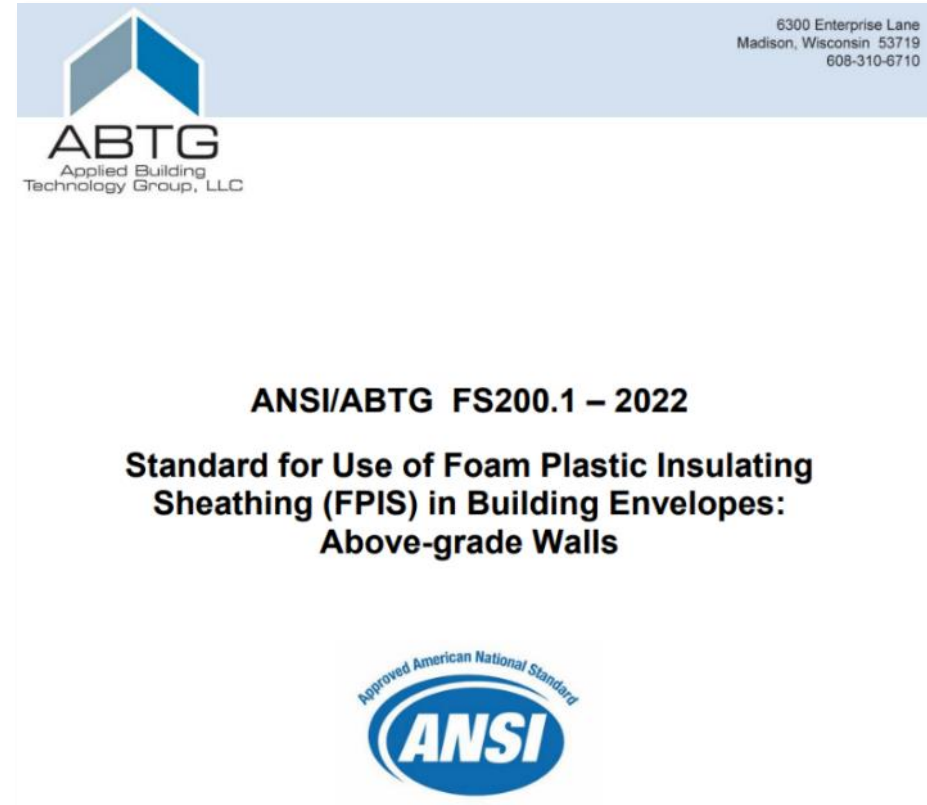 6300 Enterprise Lane
Madison, Wisconsin 53719
608-310-6710
ABTG
Applied Building
Technology Group, LLC
ANSI/ABTG FS200.1 – 2022
Standard for Use of Foam Plastic Insulating
Sheathing (FPIS) in Building Envelopes:
Above-grade Walls
Approved American National Standard
ANSI